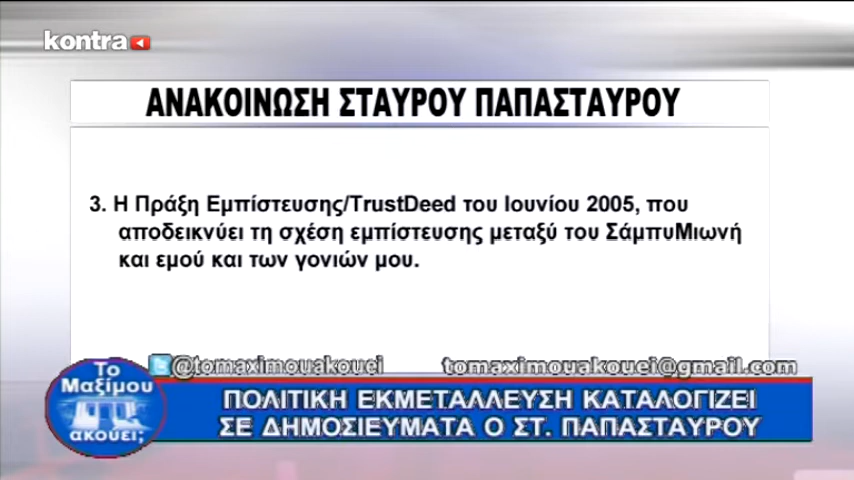 kontra
ΑΝΑΚΟΙΝΩΣΗ ΣΤΑΥΡΟΥ ΠΑΠΑΣΤΑΥΡΟΥ
3. Η Πράξη Εμπίστευσης/TrustDeed του Ιουνίου 2005, που
αποδεικνύει τη σχέση εμπίστευσης μεταξύ του ΣάμπυΜιωνή
και εμού και των γονιών μου.
@tomaximouakouei tomaximouakouei@gmail.com
Το
Μαξίμου
ακούει;
ΠΟΛΙΤΙΚΗ ΕΚΜΕΤΑΛΛΕΥΣΗ ΚΑΤΑΛΟΓΙΖΕΙ
ΣΕ ΔΗΜΟΣΙΕΥΜΑΤΑ Ο ΣΤ. ΠΑΠΑΣΤΑΥΡΟΥ